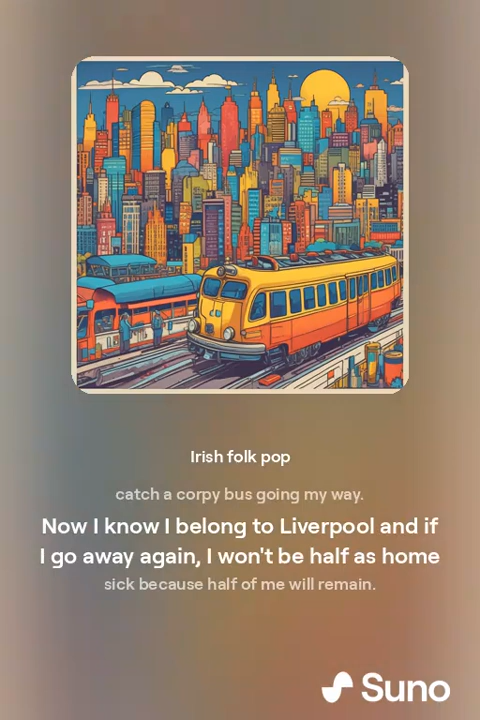 Irish folk pop
catch a corpy bus going my way.
Now I know I belong to Liverpool and if
I go away again, I won't be half as home
sick because half of me will remain.
Suno